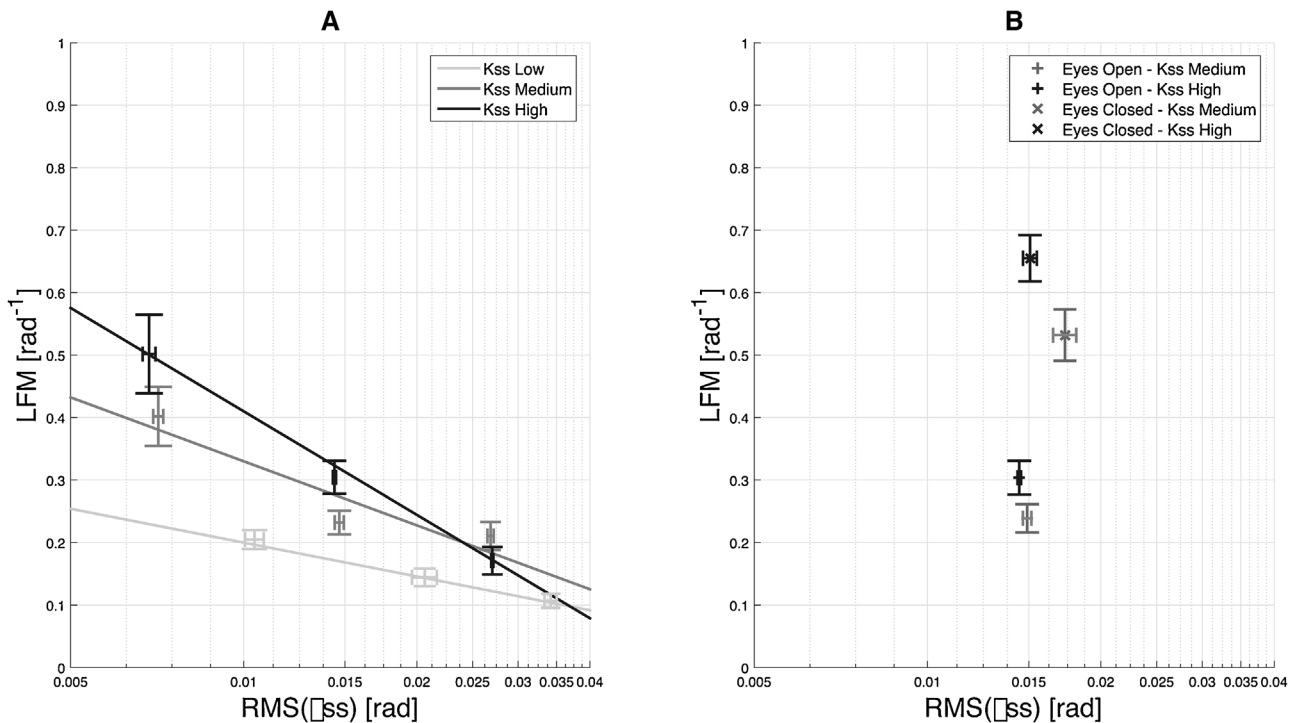 A
1
0.9
0.8
0.7
0.6
0.5
0.4
0.3
0.2
0.1
0
LFM [rad-1]
Kss Low
Kss Medium
Kss High
0.005
0.01
0.015
0.02
0.025
0.03
0.035
0.04
RMS(□ss) [rad]
B
1
0.9
0.8
0.7
0.6
0.5
0.4
0.3
0.2
0.1
0
LFM [rad-1]
Eyes Open - Kss Medium
Eyes Open - Kss High
Eyes Closed - Kss Medium
Eyes Closed - Kss High
0.005
0.01
0.015
0.02
0.025
0.03
0.035
0.04
RMS(□ss) [rad]